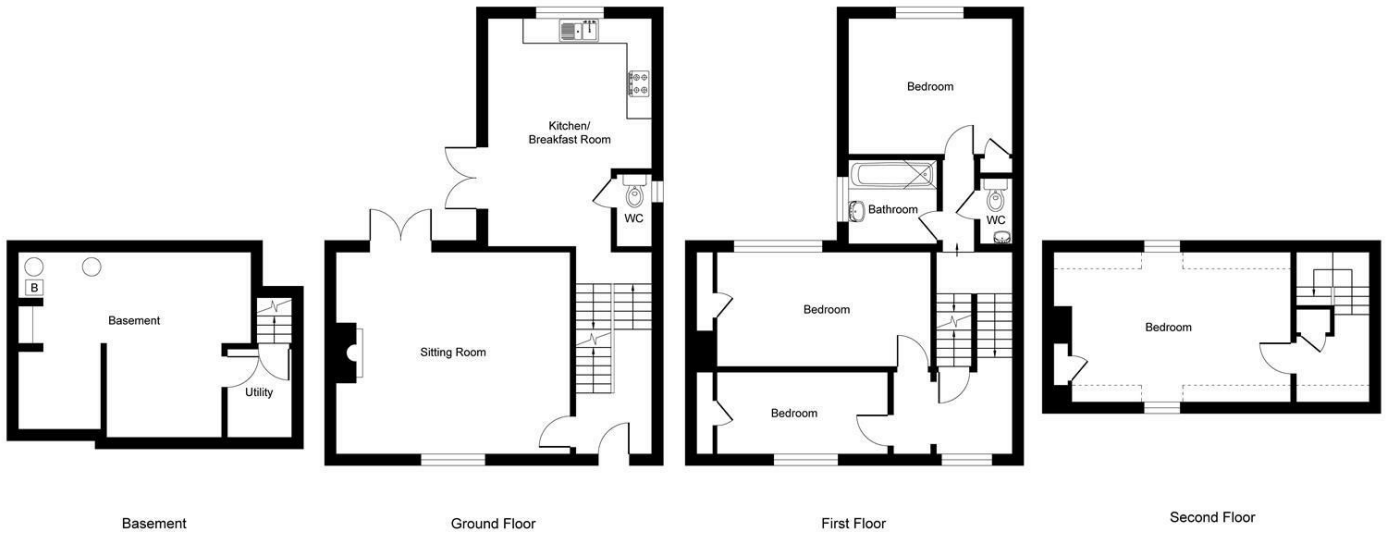 B
Basement
Utility
Basement
Kitchen/
Breakfast Room
WC
Sitting Room
Ground Floor
Bedroom
Bathroom
WC
Bedroom
Bedroom
First Floor
Bedroom
Second Floor